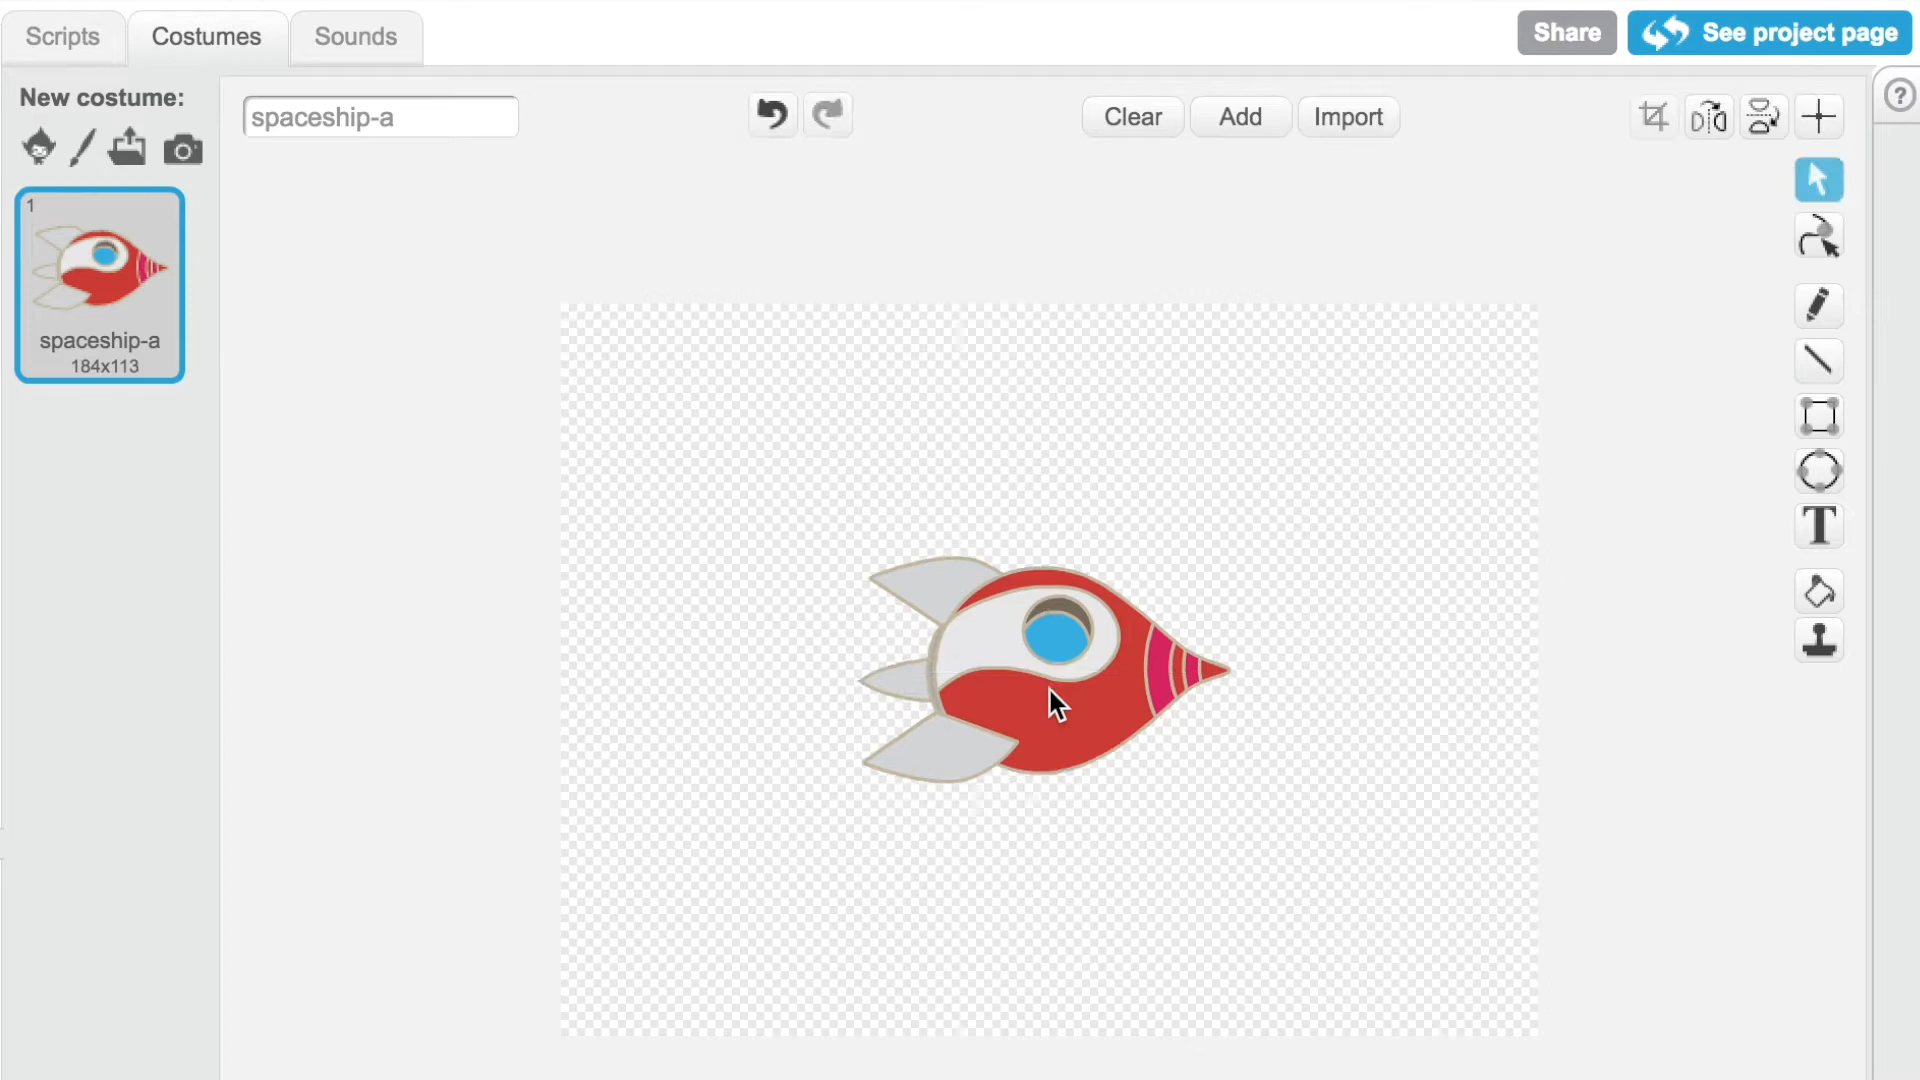 Scripts
Costumes
Sounds
Share
See project page
New costume:
spaceship-a
Clear
Add
Import
?
1
spaceship-a
184x113
T